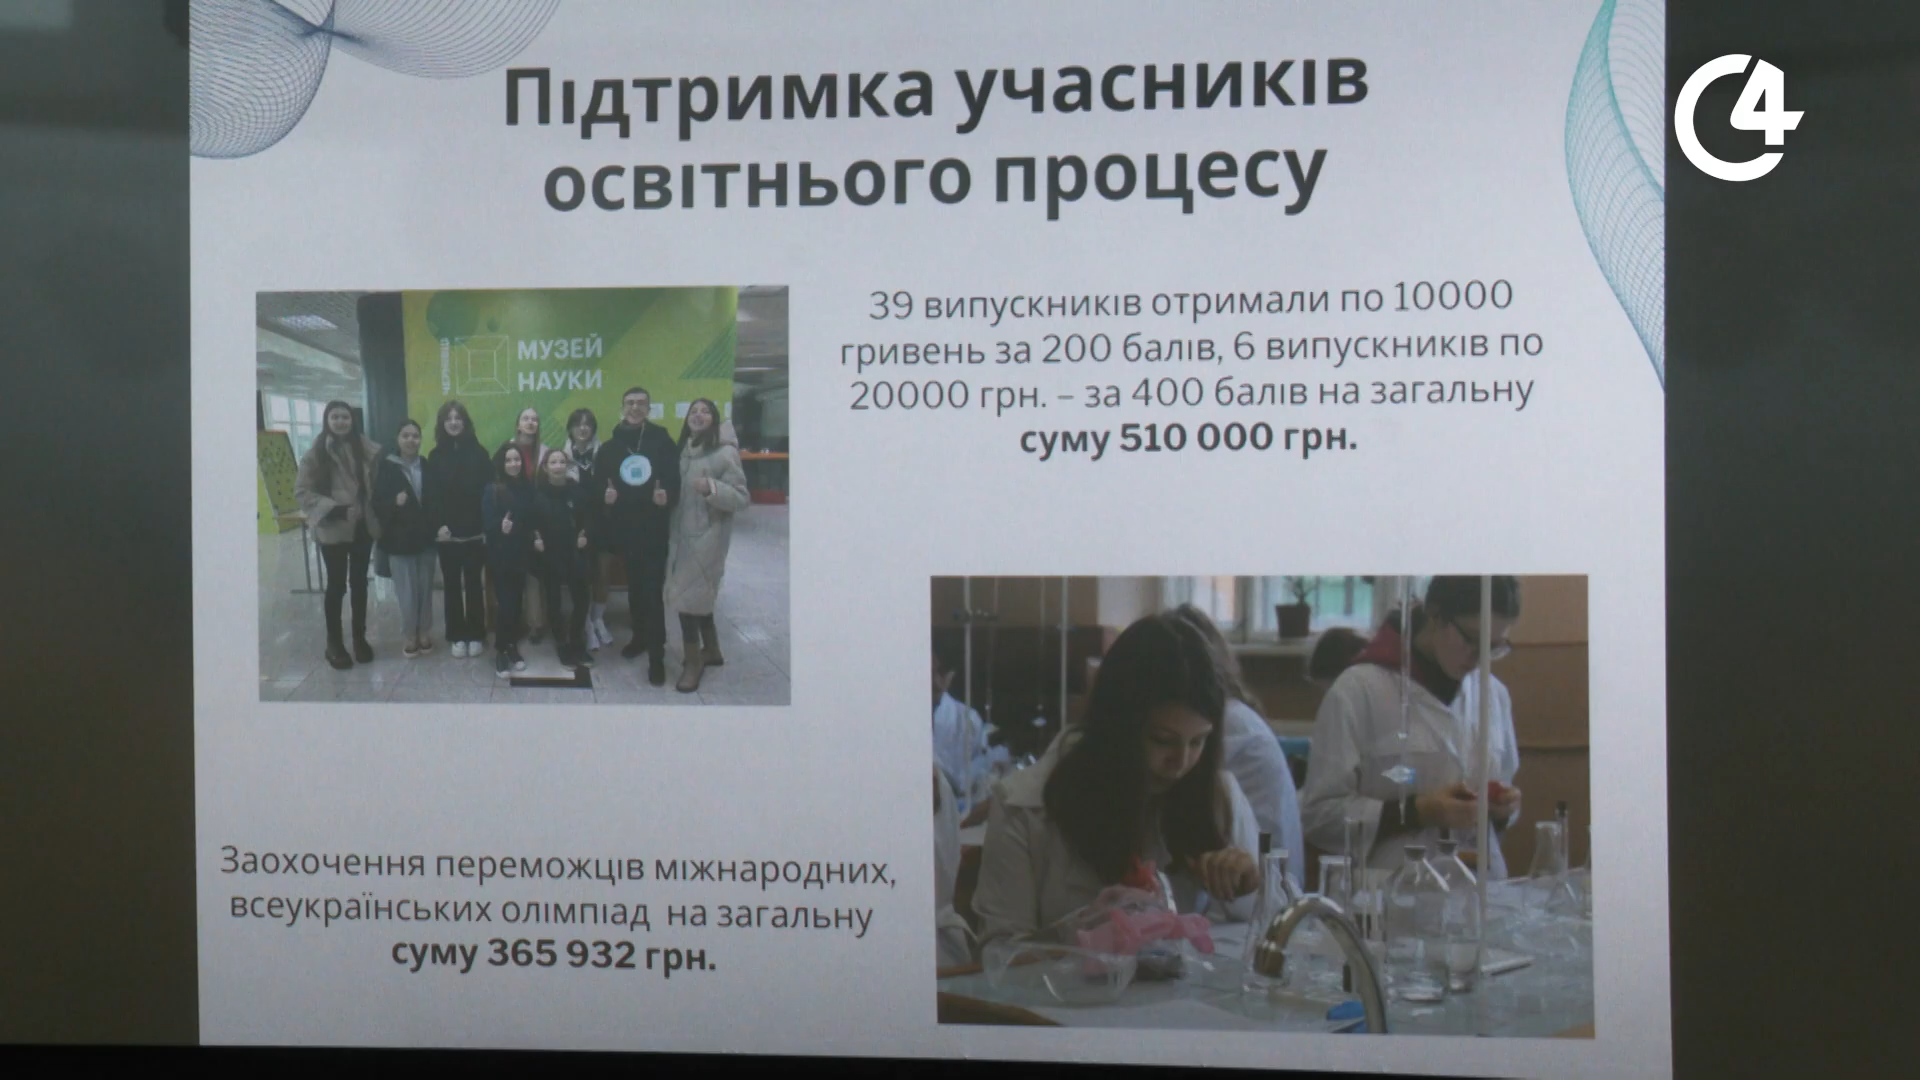 Підтримка учасників
освітнього процесу
C4
39 випускників отримали по 10000
гривень за 200 балів, 6 випускників по
20000 грн. – за 400 балів на загальну
суму 510 000 грн.
ЧЕРНІВЦІ
МУЗЕЙ
НАУКИ
Заохочення переможців міжнародних,
всеукраїнських олімпіад на загальну
суму 365 932 грн.